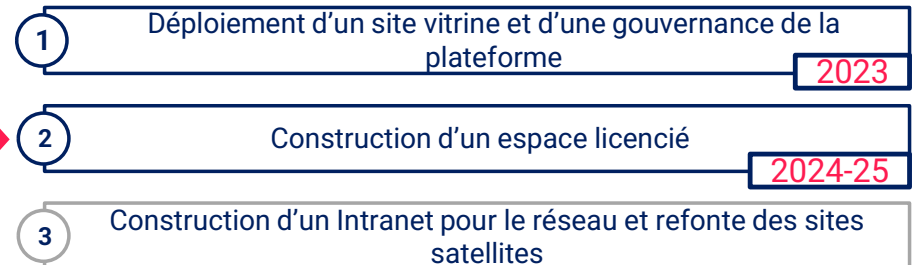 1
Déploiement d’un site vitrine et d’une gouvernance de la
plateforme
2023
2
Construction d’un espace licencié
2024-25
3
Construction d’un Intranet pour le réseau et refonte des sites
satellites